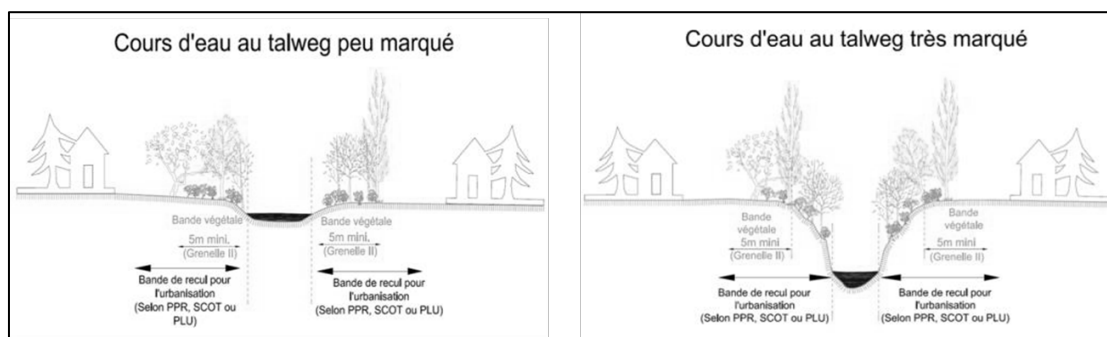 Cours d'eau au talweg peu marqué
Bande végétale
5m mini.
(Grenelle II)
Bande de recul pour
l'urbanisation
(Selon PPR, SCOT ou
PLU)
Bande végétale
5m mini.
(Grenelle II)
Bande de recul pour
l'urbanisation
(Selon PPR, SCOT ou PLU)
Cours d'eau au talweg très marqué
Bande
végétale
5m mini
(Grenelle II)
Bande de recul pour
l'urbanisation
(Selon PPR, SCOT ou PLU)
Bande
végétale
5m mini
(Grenelle II)
Bande de recul pour
l'urbanisation
(Selon PPR, SCOT ou PLU)